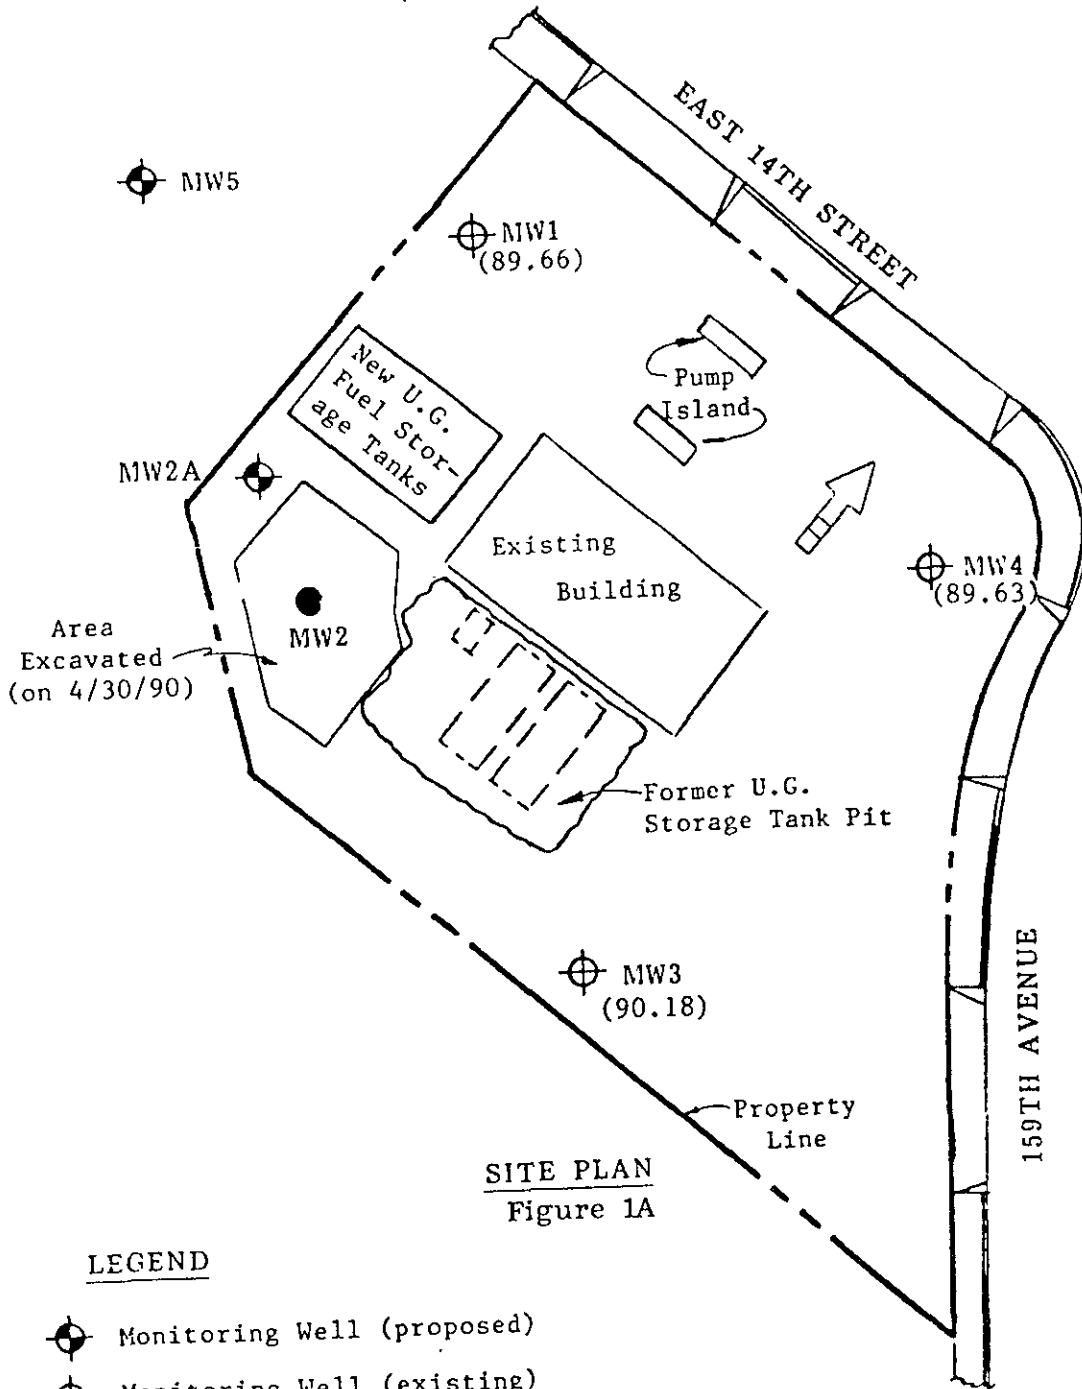 EAST 14TH STREET
MW5
MW1
(89.66)
New U.G.
Fuel Stor-
age Tanks
Pump
Island
MW2A
Existing
Building
MW4
(89.63)
MW2
Area
Excavated
(on 4/30/90)
Former U.G.
Storage Tank Pit
MW3
(90.18)
159TH AVENUE
Property
Line
SITE PLAN
Figure 1A
LEGEND
Monitoring Well (proposed)
Monitoring Well (existing)